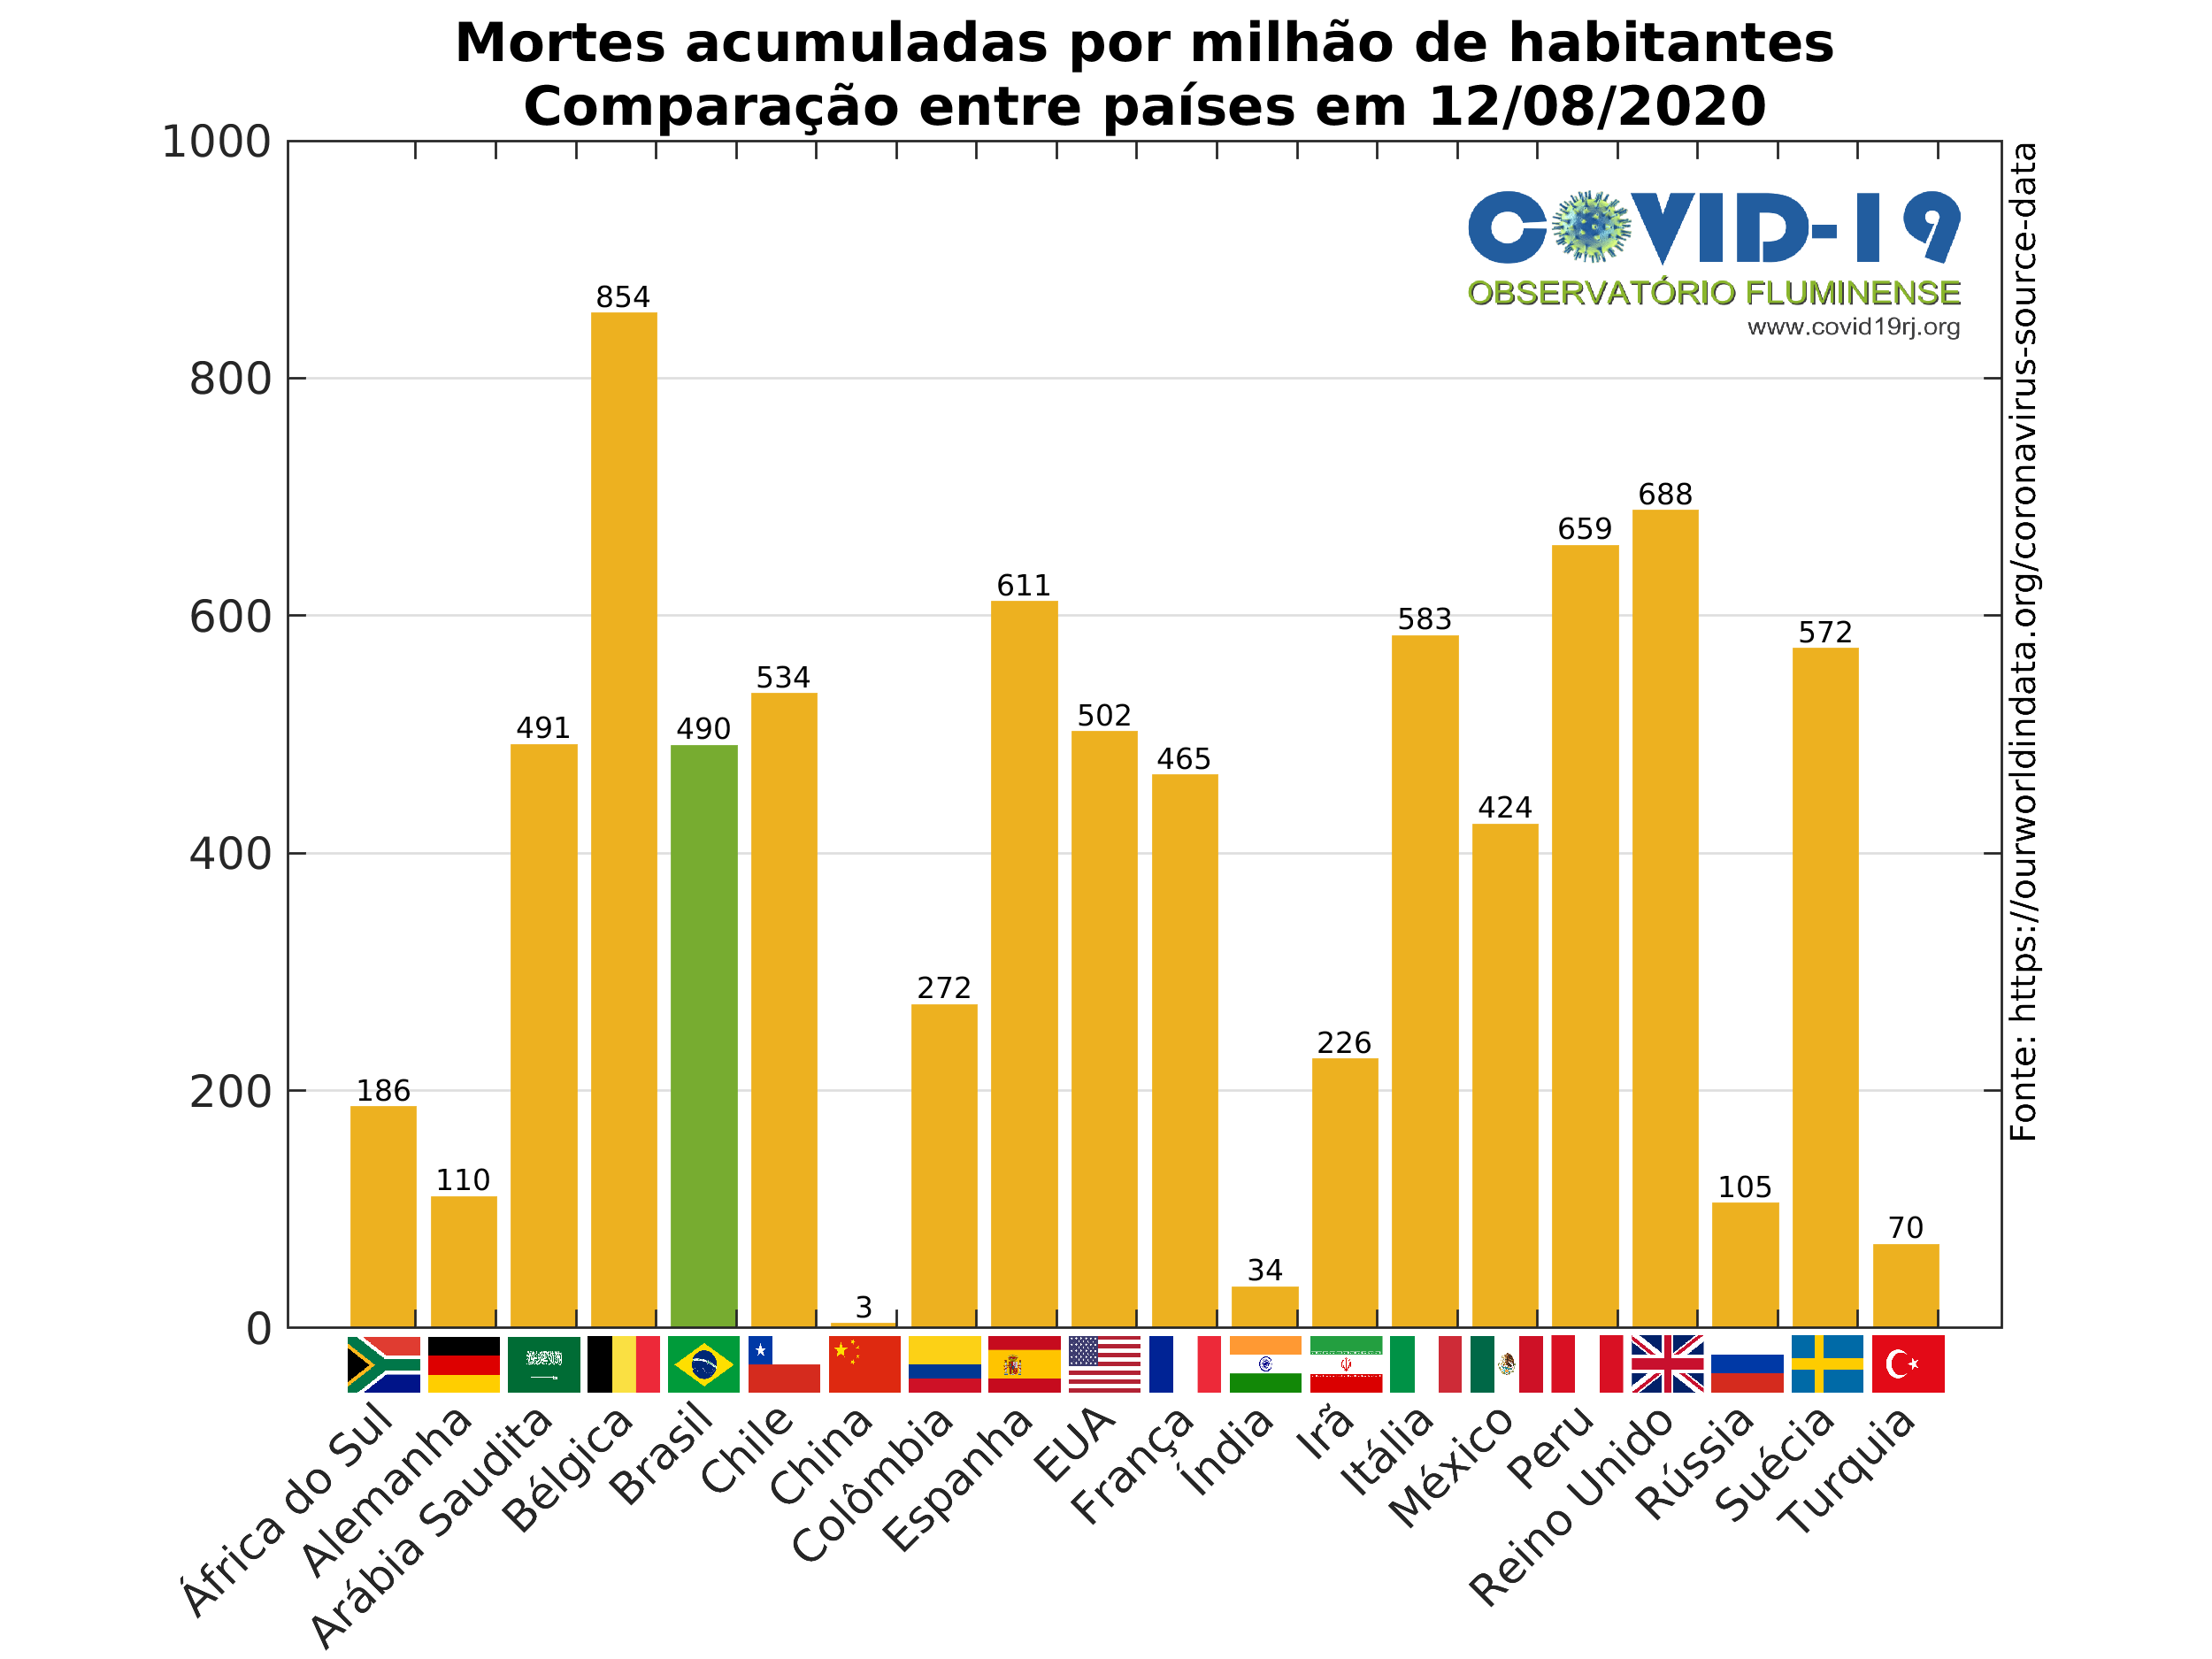 Mortes acumuladas por milhão de habitantes
Comparação entre países em 12/08/2020
1000
800
600
400
200
0
COVID-19
OBSERVATÓRIO FLUMINENSE
www.covid19rj.org
Fonte: https://ourworldindata.org/coronavirus-source-data
186
110
491
854
490
534
3
272
611
502
465
34
226
583
424
659
688
105
572
70
África do Sul
Alemanha
Arábia Saudita
Bélgica
Brasil
Chile
China
Colômbia
Espanha
EUA
França
Índia
Irã
Itália
México
Peru
Reino Unido
Rússia
Suécia
Turquia